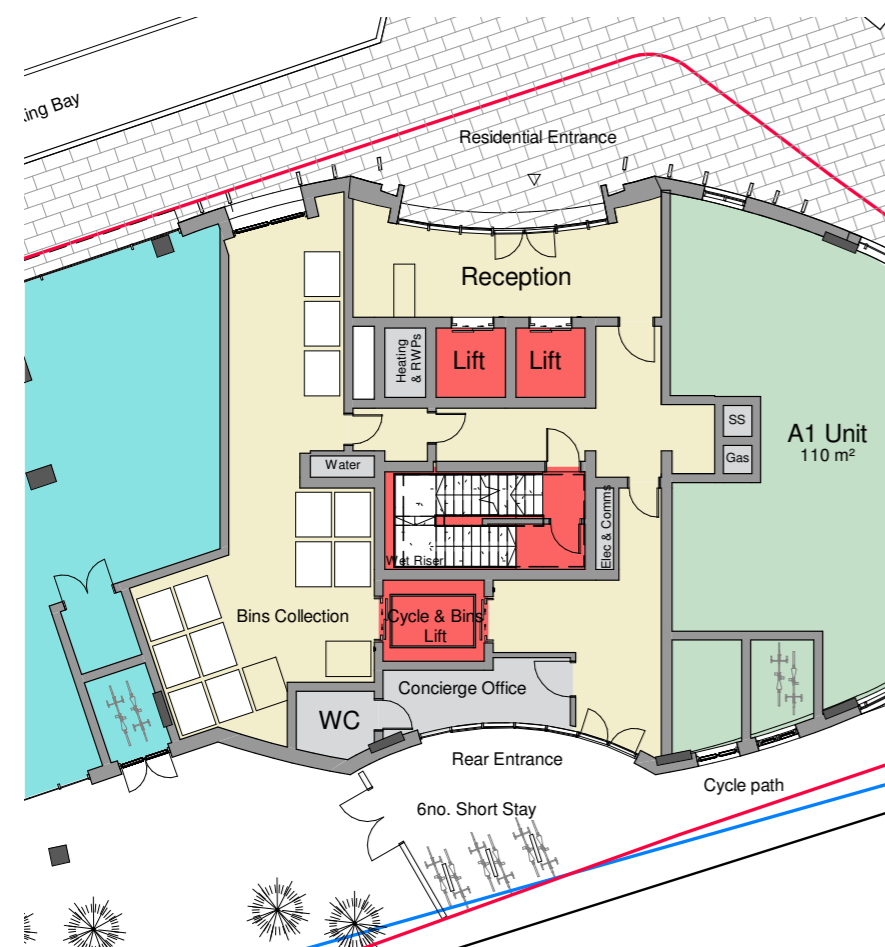 ing Bay
Residential Entrance
Reception
Heating
& RWPs
Lift
Lift
A1 Unit
110 m²
SS
Gas
Water
Elec & Comms
Wet Riser
Bins Collection
Cycle & Bins
Lift
Concierge Office
WC
Rear Entrance
Cycle path
6no. Short Stay